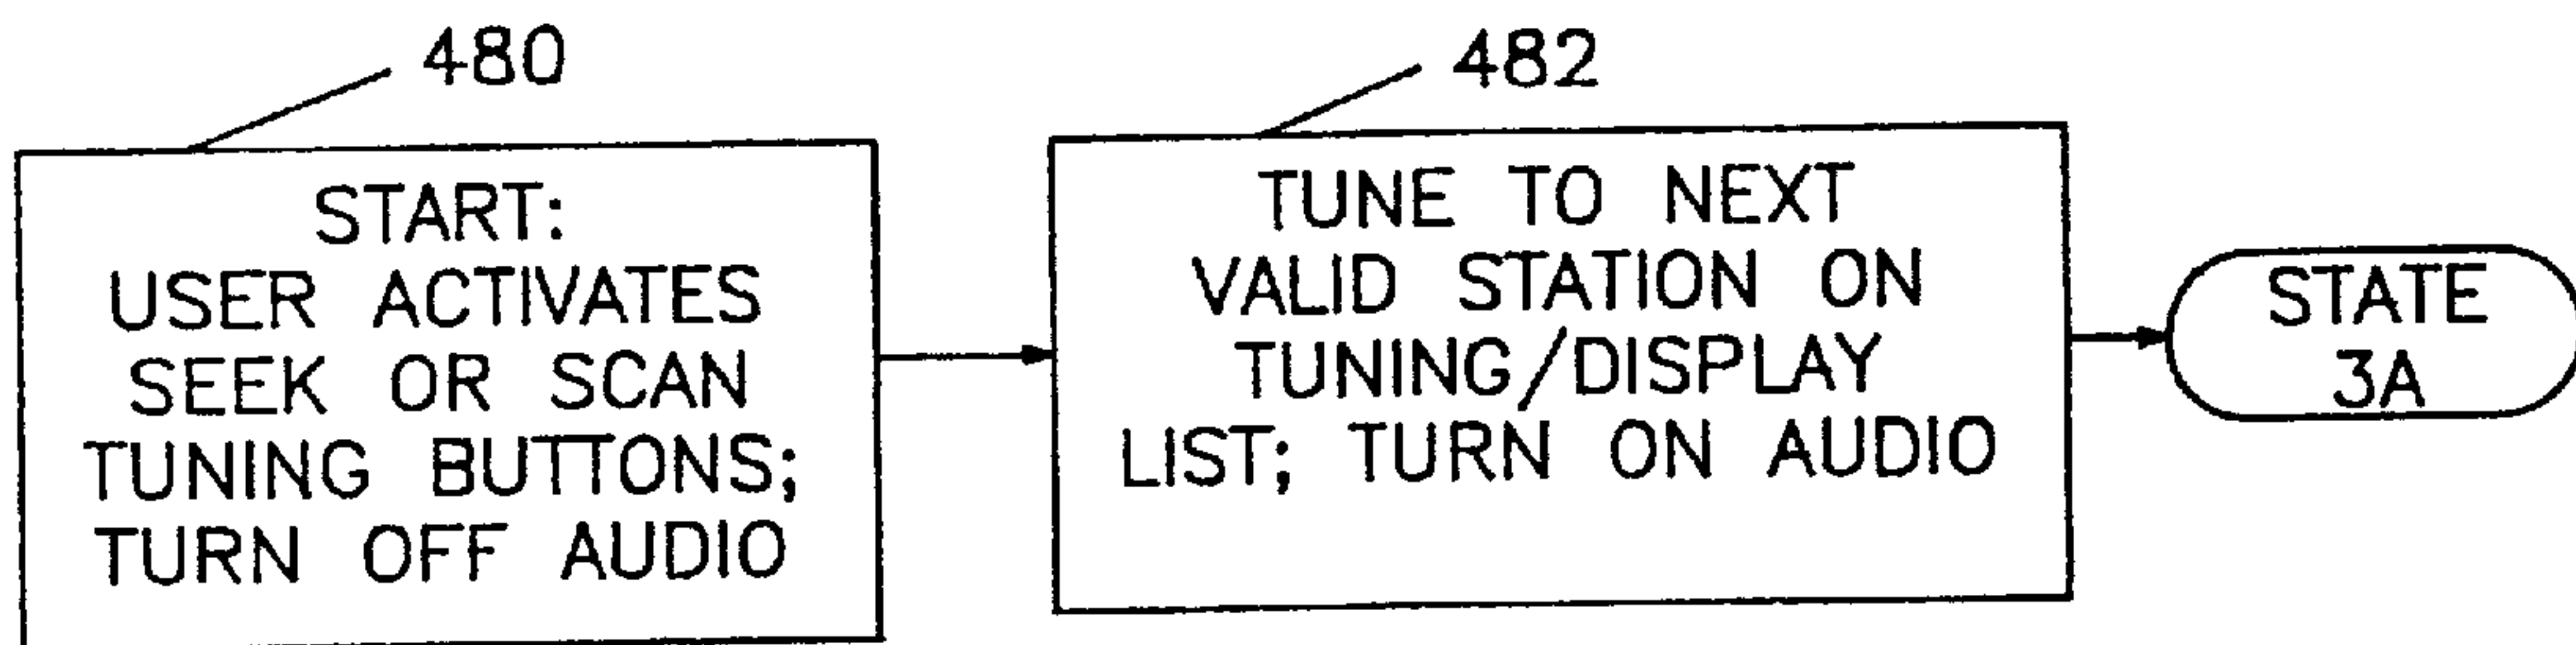 480
START:
USER ACTIVATES
SEEK OR SCAN
TUNING BUTTONS;
TURN OFF AUDIO
482
TUNE TO NEXT
VALID STATION ON
TUNING/DISPLAY
LIST; TURN ON AUDIO
STATE
3A